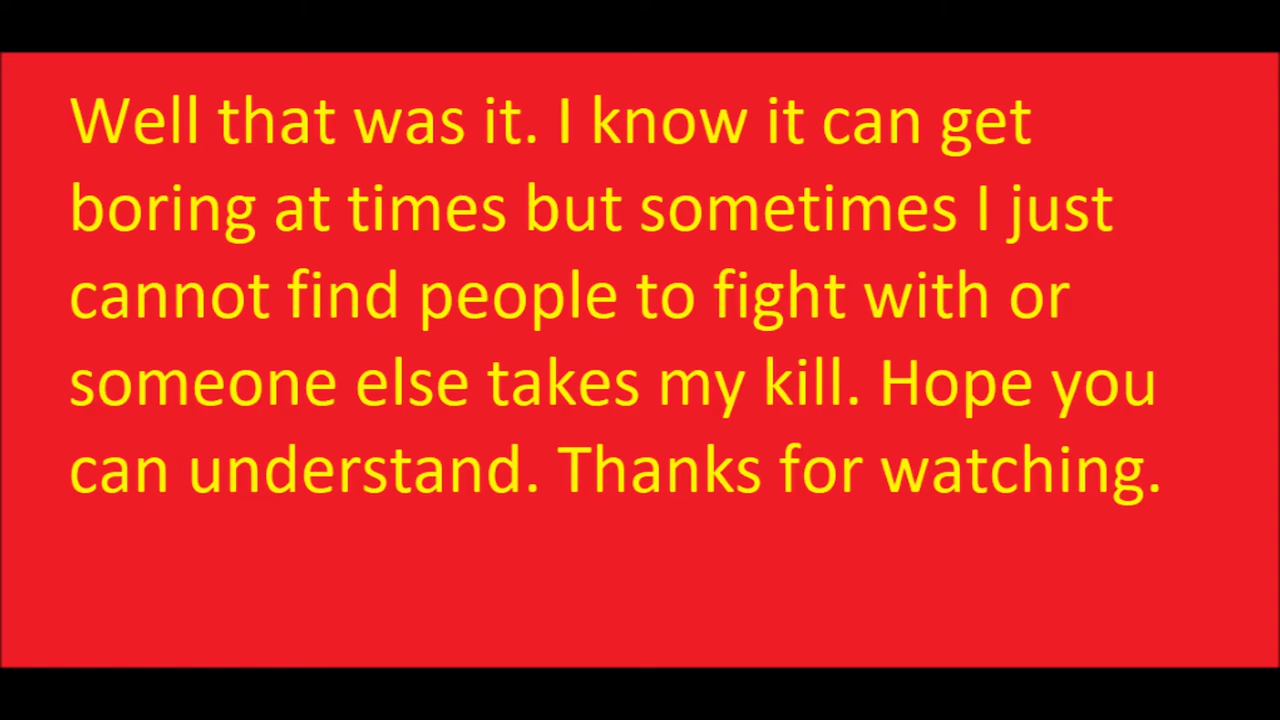 Well that was it. I know it can get
boring at times but sometimes I just
cannot find people to fight with or
someone else takes my kill. Hope you
can understand. Thanks for watching.